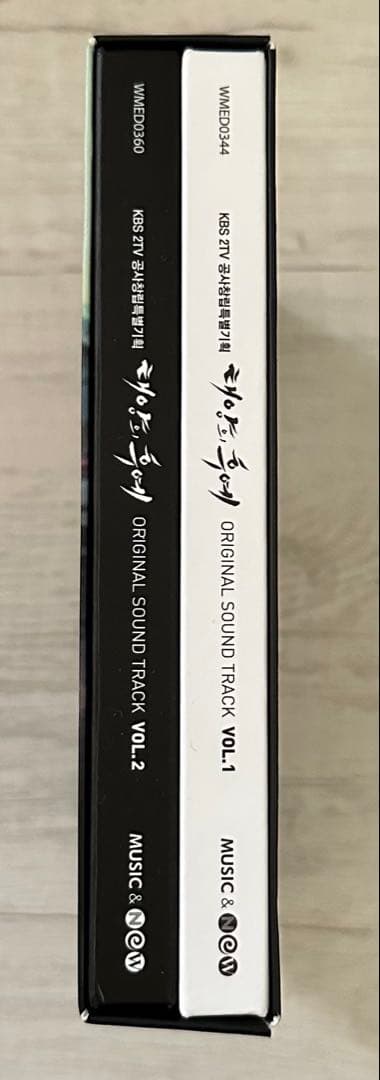 WMED0344 KBS 2TV 공사창립특별기획 태양의 후예 ORIGINAL SOUND TRACK VOL.1 MUSIC & NEW
WMED0360 KBS 2TV 공사창립특별기획 태양의 후예 ORIGINAL SOUND TRACK VOL.2 MUSIC & NEW